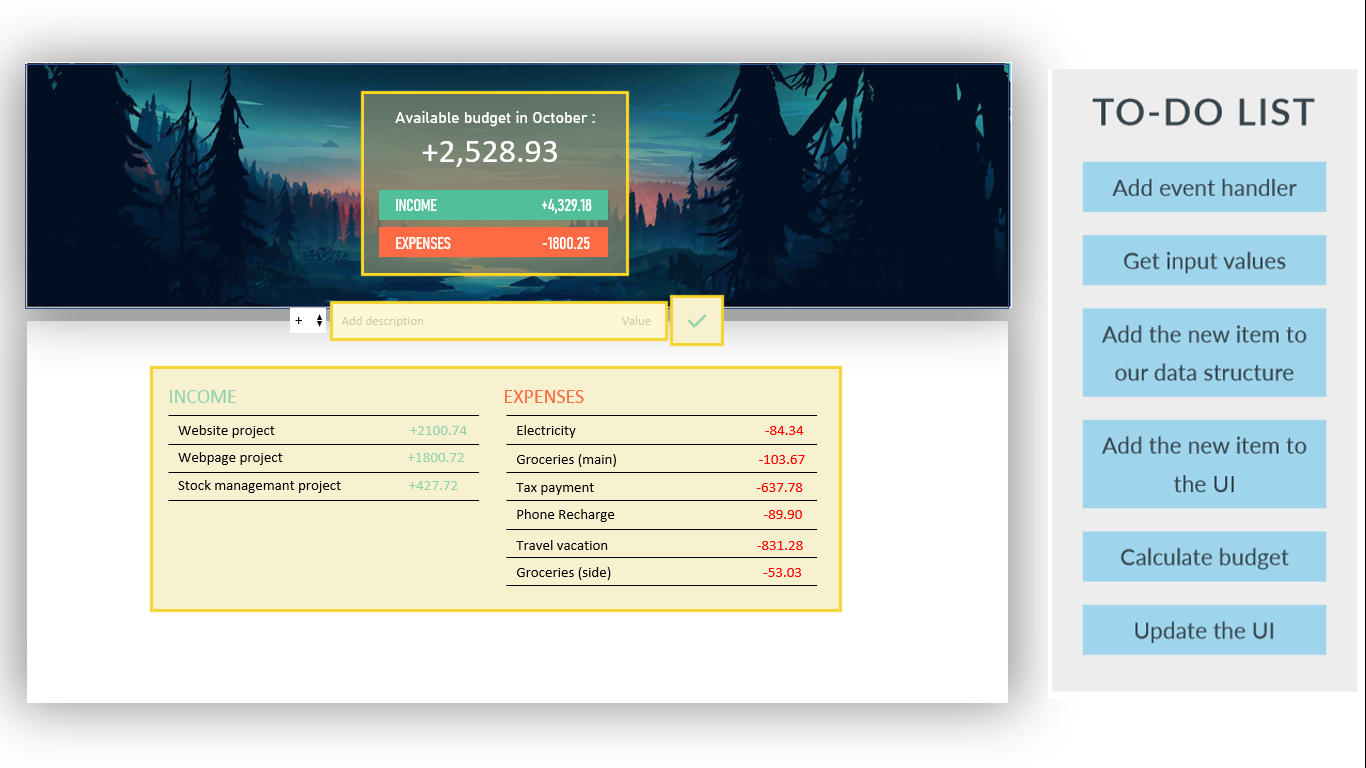 Available budget in October :
+2,528.93
INCOME +4,329.18
EXPENSES -1800.25
+ Add description Value
INCOME
Website project +2100.74
Webpage project +1800.72
Stock managemant project +427.72
EXPENSES
Electricity -84.34
Groceries (main) -103.67
Tax payment -637.78
Phone Recharge -89.90
Travel vacation -831.28
Groceries (side) -53.03
TO-DO LIST
Add event handler
Get input values
Add the new item to
our data structure
Add the new item to
the UI
Calculate budget
Update the UI